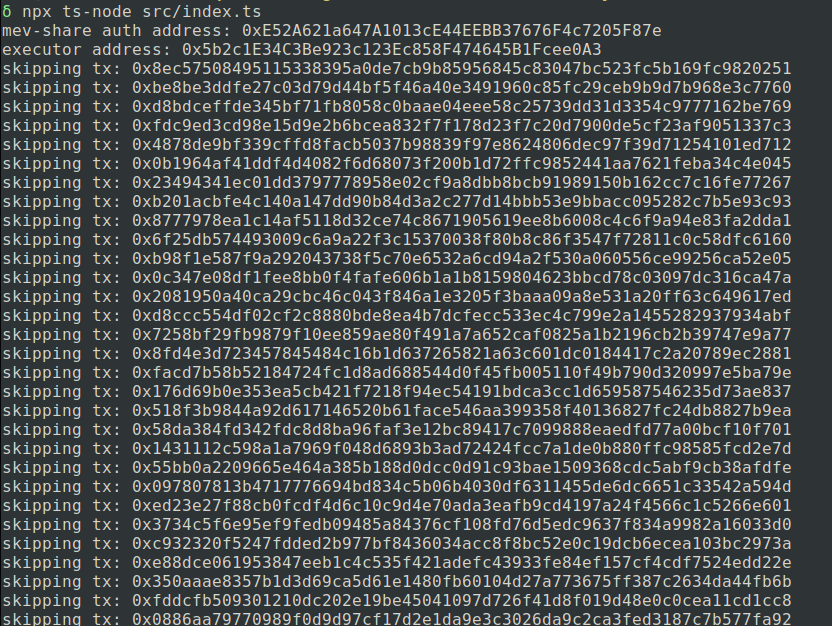 δ npx ts-node src/index.ts
mev-share auth address: 0xE52A621a647A1013cE44EEBB37676F4c7205F87e
executor address: 0x5b2c1E34C3Be923c123Ec858F474645B1Fcee0A3
skipping tx: 0x8ec57508495115338395a0de7cb9b85956845c83047bc523fc5b169fc9820251
skipping tx: 0xbe8be3ddfe27c03d79d44bf5f46a40e3491960c85fc29ceb9b9d7b968e3c7760
skipping tx: 0xd8bdceffde345bf71fb8058c0baae04eee58c25739dd31d3354c9777162be769
skipping tx: 0xfdc9ed3cd98e15d9e2b6bcea832f7f178d23f7c20d7900de5cf23af9051337c3
skipping tx: 0x4878de9bf339cffd8facb5037b98839f97e8624806dec97f39d71254101ed712
skipping tx: 0x0b1964af41ddf4d4082f6d68073f200b1d72ffc9852441aa7621feba34c4e045
skipping tx: 0x23494341ec01dd3797778958e02cf9a8dbb8bcb91989150b162cc7c16fe77267
skipping tx: 0xb201acbfe4c140a147dd90b84d3a2c277d14bbb53e9bbacc095282c7b5e93c93
skipping tx: 0x8777978ea1c14af5118d32ce74c8671905619ee8b6008c4c6f9a94e83fa2dda1
skipping tx: 0x6f25db574493009c6a9a22f3c15370038f80b8c86f3547f72811c0c58dfc6160
skipping tx: 0xb98f1e587f9a292043738f5c70e6532a6cd94a2f530a060556ce99256ca52e05
skipping tx: 0x0c347e08df1fee8bb0f4fafe606b1a1b8159804623bbcd78c03097dc316ca47a
skipping tx: 0x2081950a40ca29cbc46c043f846a1e3205f3baaa09a8e531a20ff63c649617ed
skipping tx: 0xd8ccc554df02cf2c8880bde8ea4b7dcfecc533ec4c799e2a1455282937934abf
skipping tx: 0x7258bf29fb9879f10ee859ae80f491a7a652caf0825a1b2196cb2b39747e9a77
skipping tx: 0x8fd4e3d723457845484c16b1d637265821a63c601dc0184417c2a20789ec2881
skipping tx: 0xfacd7b58b52184724fc1d8ad688544d0f45fb005110f49b790d320997e5ba79e
skipping tx: 0x176d69b0e353ea5cb421f7218f94ec54191bdca3cc1d659587546235d73ae837
skipping tx: 0x518f3b9844a92d617146520b61face546aa399358f40136827fc24db8827b9ea
skipping tx: 0x58da384fd342fdc8d8ba96faf3e12bc89417c7099888eaedfd77a00bcf10f701
skipping tx: 0x1431112c598a1a7969f048d6893b3ad72424fcc7a1de0b880ffc98585fcd2e7d
skipping tx: 0x55bb0a2209665e464a385b188d0dcc0d91c93bae1509368cdc5abf9cb38afdfe
skipping tx: 0x097807813b4717776694bd834c5b06b4030df6311455de6dc6651c33542a594d
skipping tx: 0xed23e27f88cb0fcdf4d6c10c9d4e70ada3eafb9cd4197a24f4566c1c5266e601
skipping tx: 0x3734c5f6e95ef9fedb09485a84376cf108fd76d5edc9637f834a9982a16033d0
skipping tx: 0xc932320f5247fdded2b977bf8436034acc8f8bc52e0c19dcb6ecea103bc2973a
skipping tx: 0xe88dce061953847eeb1c4c535f421adefc43933fe84ef157cf4cdf7524edd22e
skipping tx: 0x350aaae8357b1d3d69ca5d61e1480fb60104d27a773675ff387c2634da44fb6b
skipping tx: 0xfddcfb509301210dc202e19be45041097d726f41d8f019d48e0c0cea11cd1cc8
skipping tx: 0x0886aa79770989f0d9d97cf17d2e1da9e3c3026da9c2ca3fed3187c7b577fa92